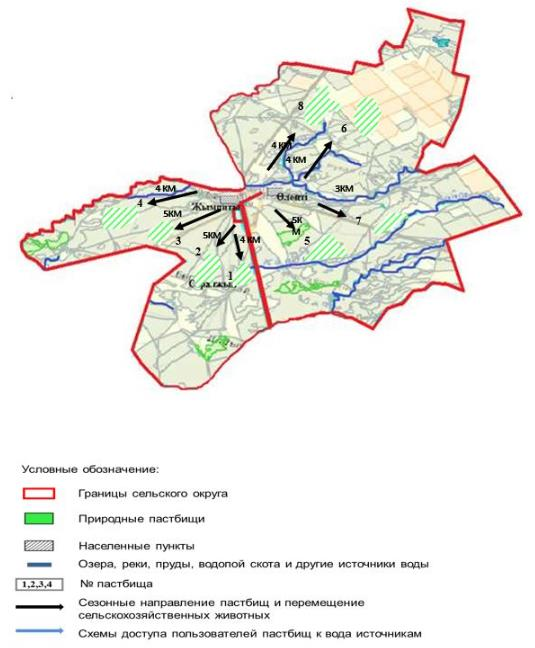 8
6
4 КМ
4 КМ
4 КМ
3КМ
4
Өлеңті
Жымпиты
5КМ
7
3
5КМ
5К
М
4 КМ
5
2
1
Условные обозначение:
Границы сельского округа
Природные пастбищи
Населенные пункты
Озера, реки, пруды, водопой скота и другие источники воды
1,2,3,4 № пастбища
Сезонные направление пастбищ и перемещение
сельскохозяйственных животных
Схемы доступа пользователей пастбищ к вода источникам